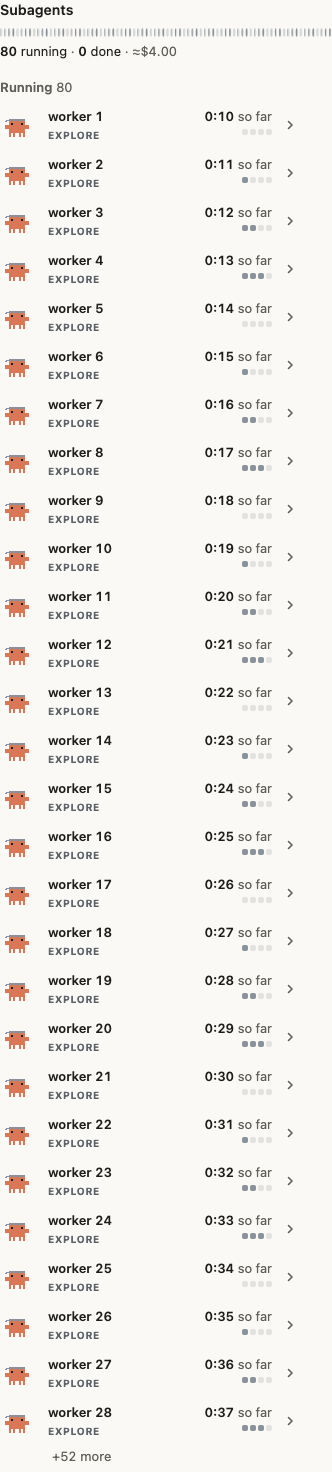 Subagents
80 running · 0 done · ≈$4.00
Running 80
worker 1 0:10 so far
EXPLORE
worker 2 0:11 so far
EXPLORE
worker 3 0:12 so far
EXPLORE
worker 4 0:13 so far
EXPLORE
worker 5 0:14 so far
EXPLORE
worker 6 0:15 so far
EXPLORE
worker 7 0:16 so far
EXPLORE
worker 8 0:17 so far
EXPLORE
worker 9 0:18 so far
EXPLORE
worker 10 0:19 so far
EXPLORE
worker 11 0:20 so far
EXPLORE
worker 12 0:21 so far
EXPLORE
worker 13 0:22 so far
EXPLORE
worker 14 0:23 so far
EXPLORE
worker 15 0:24 so far
EXPLORE
worker 16 0:25 so far
EXPLORE
worker 17 0:26 so far
EXPLORE
worker 18 0:27 so far
EXPLORE
worker 19 0:28 so far
EXPLORE
worker 20 0:29 so far
EXPLORE
worker 21 0:30 so far
EXPLORE
worker 22 0:31 so far
EXPLORE
worker 23 0:32 so far
EXPLORE
worker 24 0:33 so far
EXPLORE
worker 25 0:34 so far
EXPLORE
worker 26 0:35 so far
EXPLORE
worker 27 0:36 so far
EXPLORE
worker 28 0:37 so far
EXPLORE
+52 more